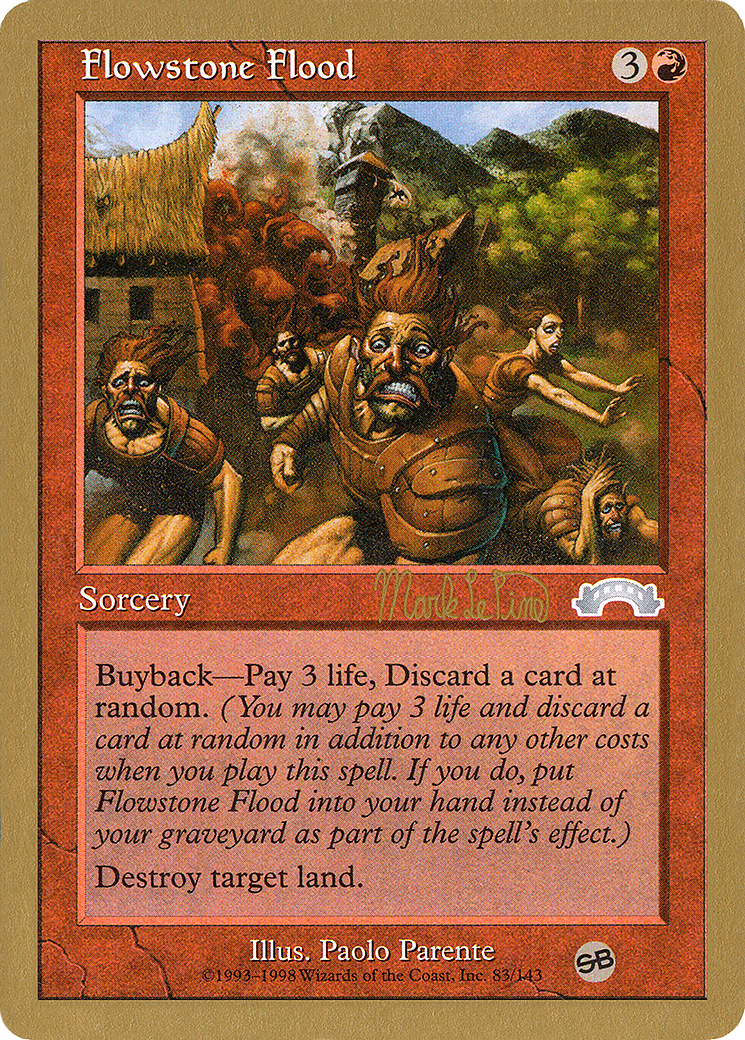 Flowstone Flood
3
Mark Le Pine
Sorcery
Buyback—Pay 3 life, Discard a card at
random. (You may pay 3 life and discard a
card at random in addition to any other costs
when you play this spell. If you do, put
Flowstone Flood into your hand instead of
your graveyard as part of the spell's effect.)
Destroy target land.
Illus. Paolo Parente
©1993–1998 Wizards of the Coast, Inc. 83/143
SB